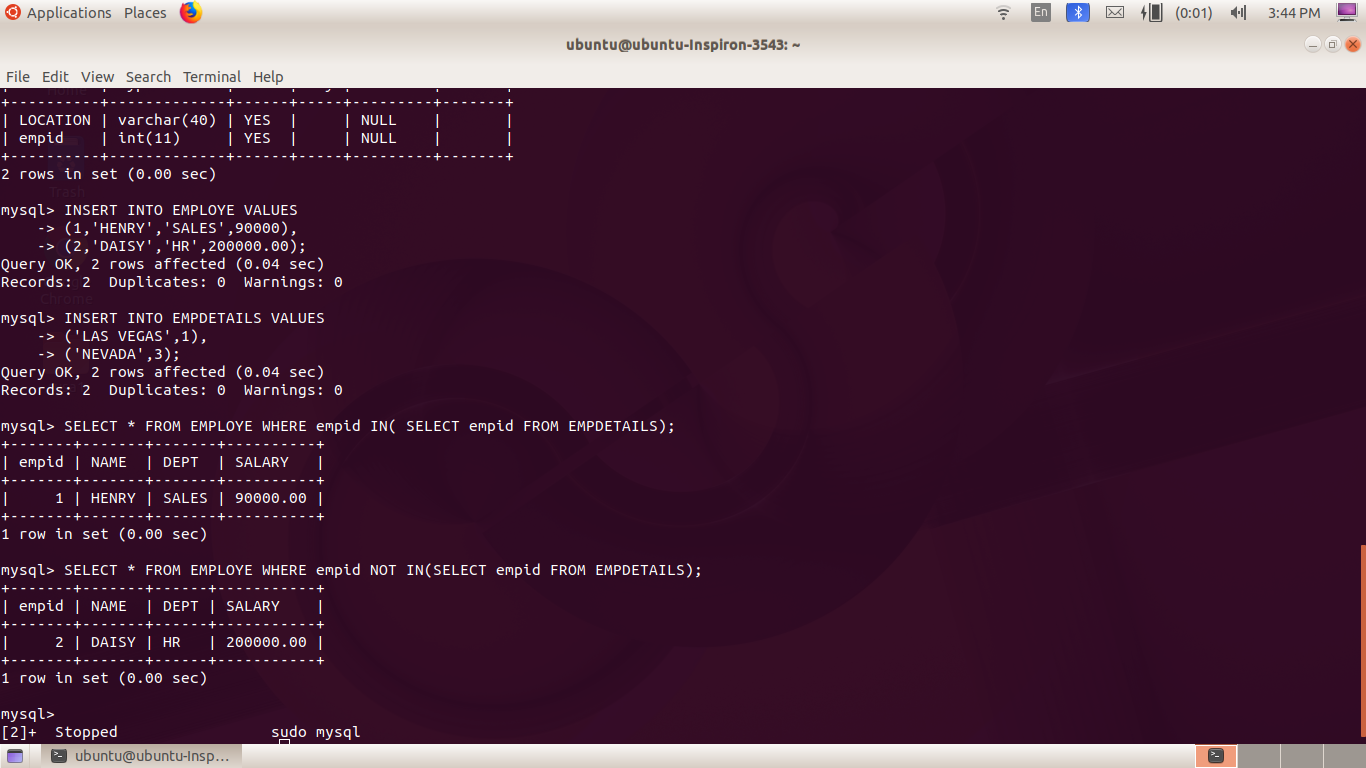 Applications Places En (0:01) 3:44 PM
ubuntu@ubuntu-Inspiron-3543: ~
File Edit View Search Terminal Help
+----------+-------------+------+-----+---------+-------+
| LOCATION | varchar(40) | YES  |     | NULL    |       |
| empid    | int(11)     | YES  |     | NULL    |       |
+----------+-------------+------+-----+---------+-------+
2 rows in set (0.00 sec)
mysql> INSERT INTO EMPLOYE VALUES
    -> (1,'HENRY','SALES',90000),
    -> (2,'DAISY','HR',200000.00);
Query OK, 2 rows affected (0.04 sec)
Records: 2  Duplicates: 0  Warnings: 0
mysql> INSERT INTO EMPDETAILS VALUES
    -> ('LAS VEGAS',1),
    -> ('NEVADA',3);
Query OK, 2 rows affected (0.04 sec)
Records: 2  Duplicates: 0  Warnings: 0
mysql> SELECT * FROM EMPLOYE WHERE empid IN( SELECT empid FROM EMPDETAILS);
+-------+-------+-------+----------+
| empid | NAME  | DEPT  | SALARY   |
+-------+-------+-------+----------+
|     1 | HENRY | SALES | 90000.00 |
+-------+-------+-------+----------+
1 row in set (0.00 sec)
mysql> SELECT * FROM EMPLOYE WHERE empid NOT IN(SELECT empid FROM EMPDETAILS);
+-------+-------+------+-----------+
| empid | NAME  | DEPT | SALARY    |
+-------+-------+------+-----------+
|     2 | DAISY | HR   | 200000.00 |
+-------+-------+------+-----------+
1 row in set (0.00 sec)
mysql>
[2]+  Stopped                 sudo mysql
ubuntu@ubuntu-Insp...